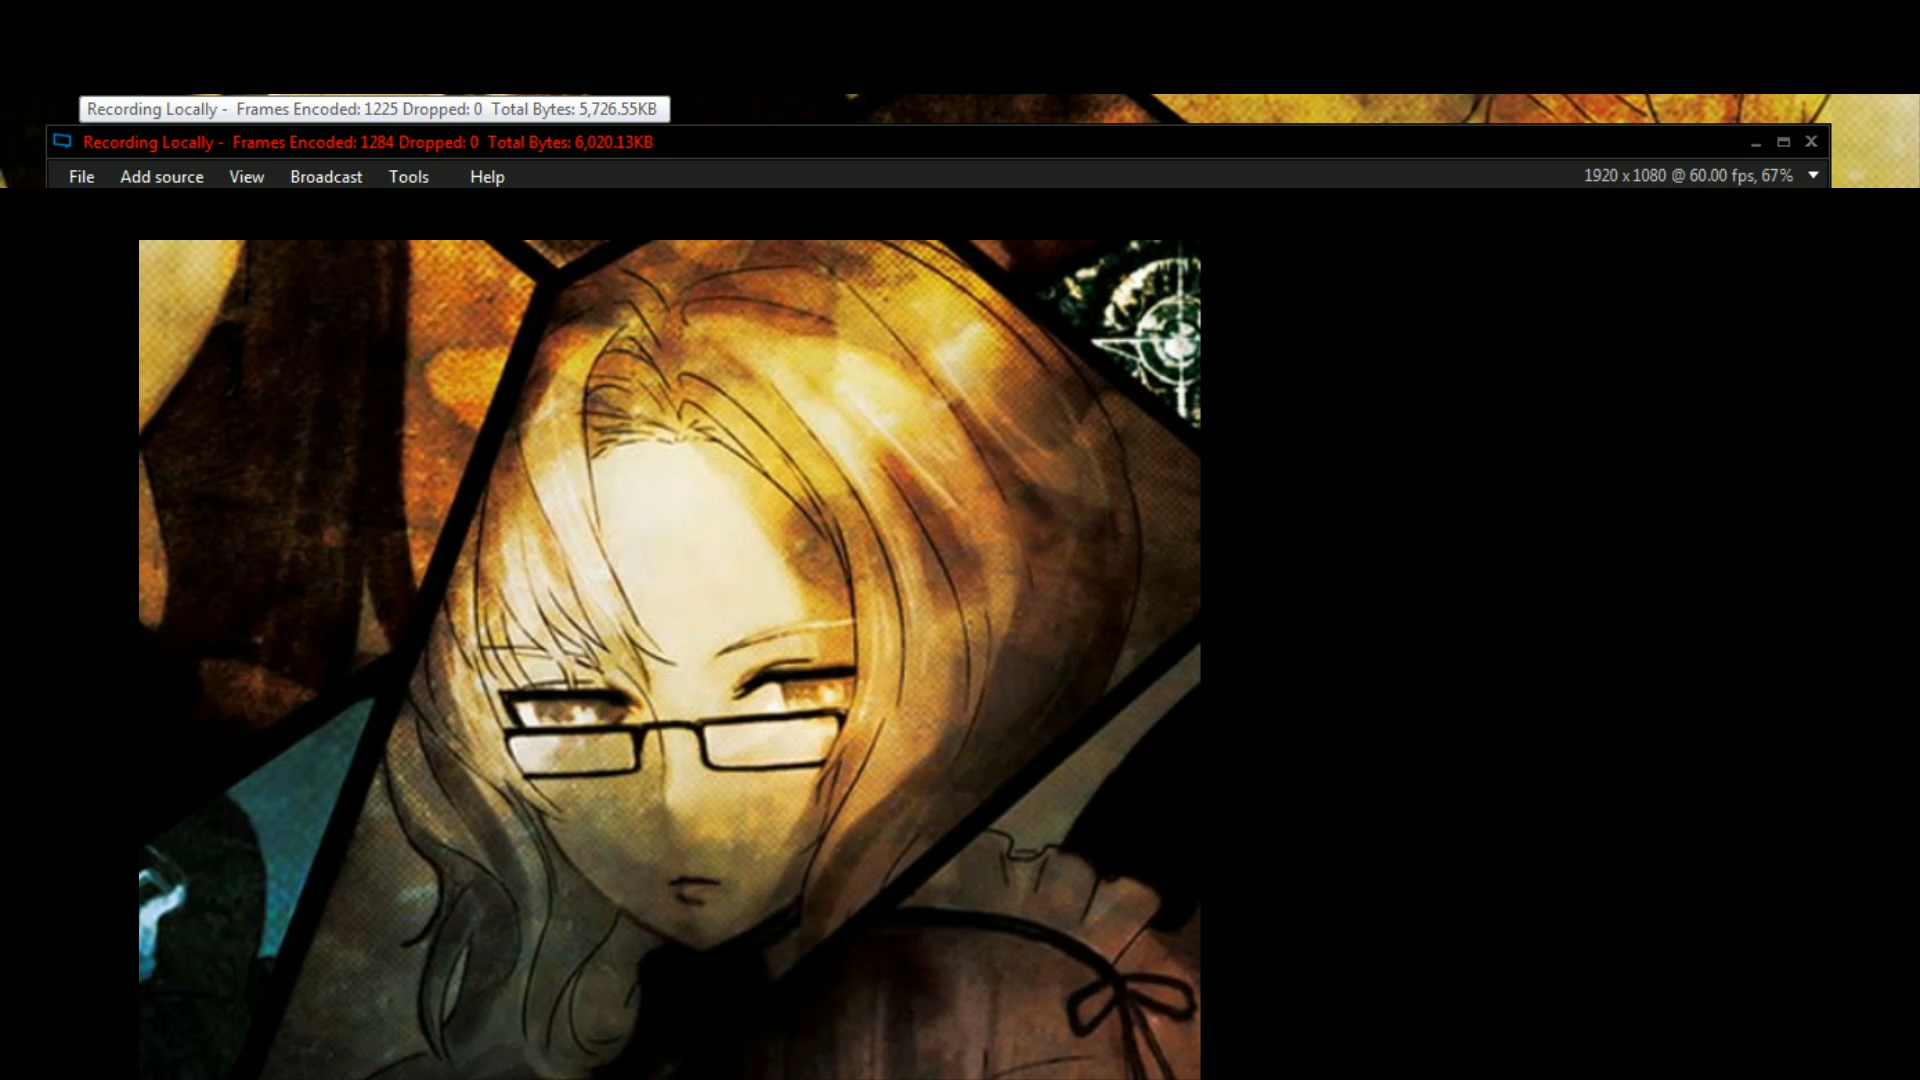 Recording Locally -  Frames Encoded: 1225 Dropped: 0  Total Bytes: 5,726.55KB
Recording Locally -  Frames Encoded: 1284 Dropped: 0  Total Bytes: 6,020.13KB
File Add source View Broadcast Tools Help 1920 x 1080 @ 60.00 fps, 67%